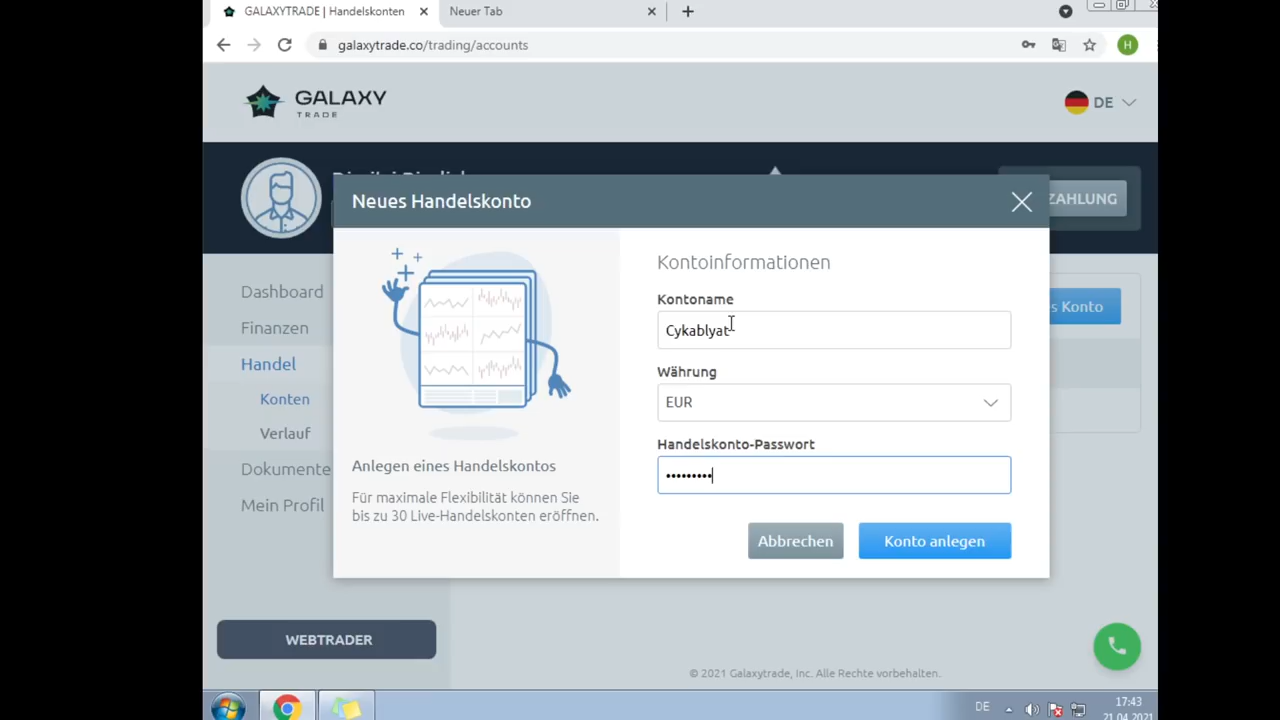 GALAXYTRADE | Handelskonten
Neuer Tab
galaxytrade.co/trading/accounts
H
GALAXY
TRADE
DE
Neues Handelskonto
ZAHLUNG
Kontoinformationen
Kontoname
Cykablyat
Währung
EUR
Handelskonto-Passwort
•••••••••
Abbrechen
Konto anlegen
Anlegen eines Handelskontos
Für maximale Flexibilität können Sie
bis zu 30 Live-Handelskonten eröffnen.
Dashboard
Finanzen
Handel
Konten
Verlauf
Dokumente
Mein Profil
s Konto
WEBTRADER
© 2021 Galaxytrade, Inc. Alle Rechte vorbehalten.
DE
17:43
21.04.2021